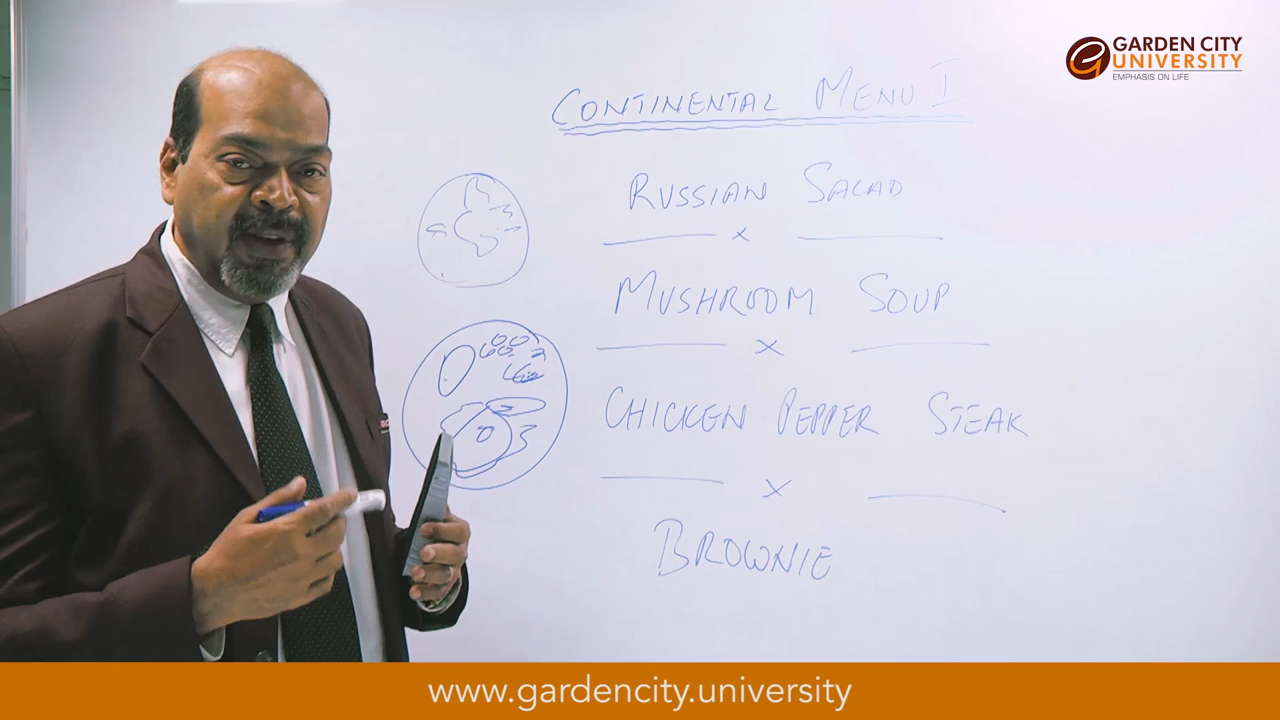 GARDEN CITY
UNIVERSITY
EMPHASIS ON LIFE
CONTINENTAL MENU I
RUSSIAN SALAD
x
MUSHROOM SOUP
x
CHICKEN PEPPER STEAK
x
BROWNIE
www.gardencity.university